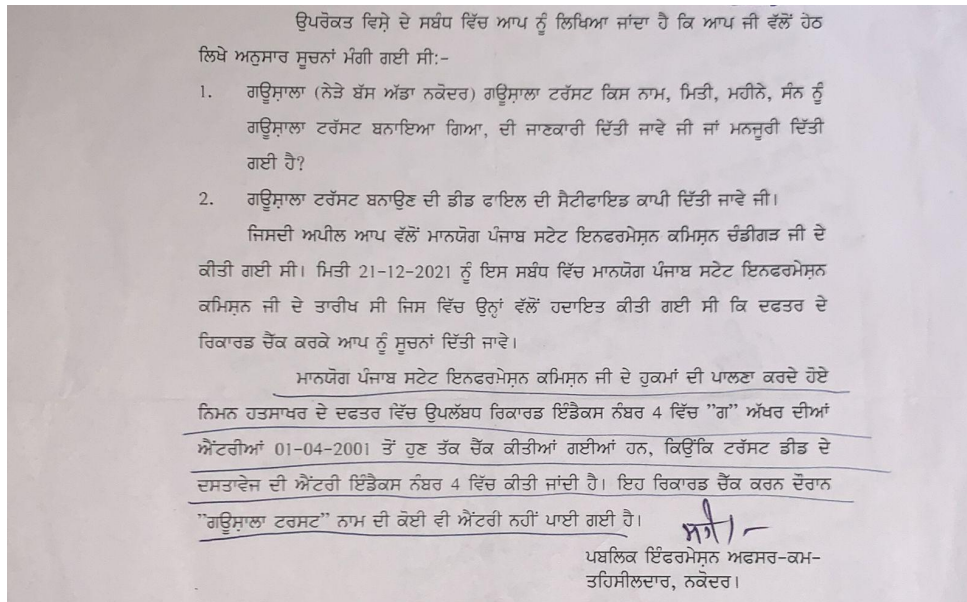 ਉਪਰੋਕਤ ਵਿਸ਼ੇ ਦੇ ਸਬੰਧ ਵਿੱਚ ਆਪ ਨੂੰ ਲਿਖਿਆ ਜਾਂਦਾ ਹੈ ਕਿ ਆਪ ਜੀ ਵੱਲੋਂ ਹੇਠ
ਲਿਖੇ ਅਨੁਸਾਰ ਸੂਚਨਾਂ ਮੰਗੀ ਗਈ ਸੀ:-
1. ਗਊਸ਼ਾਲਾ (ਨੇੜੇ ਬੱਸ ਅੱਡਾ ਨਕੋਦਰ) ਗਊਸ਼ਾਲਾ ਟਰੱਸਟ ਕਿਸ ਨਾਮ, ਮਿਤੀ, ਮਹੀਨੇ, ਸੰਨ ਨੂੰ
ਗਊਸ਼ਾਲਾ ਟਰੱਸਟ ਬਨਾਇਆ ਗਿਆ, ਦੀ ਜਾਣਕਾਰੀ ਦਿੱਤੀ ਜਾਵੇ ਜੀ ਜਾਂ ਮਨਜੂਰੀ ਦਿੱਤੀ
ਗਈ ਹੈ?
2. ਗਊਸ਼ਾਲਾ ਟਰੱਸਟ ਬਨਾਉਣ ਦੀ ਡੀਡ ਫਾਇਲ ਦੀ ਸੈਟੀਫਾਇਡ ਕਾਪੀ ਦਿੱਤੀ ਜਾਵੇ ਜੀ।
ਜਿਸਦੀ ਅਪੀਲ ਆਪ ਵੱਲੋਂ ਮਾਨਯੋਗ ਪੰਜਾਬ ਸਟੇਟ ਇਨਫਰਮੇਸ਼ਨ ਕਮਿਸ਼ਨ ਚੰਡੀਗੜ ਜੀ ਦੇ
ਕੀਤੀ ਗਈ ਸੀ। ਮਿਤੀ 21-12-2021 ਨੂੰ ਇਸ ਸਬੰਧ ਵਿੱਚ ਮਾਨਯੋਗ ਪੰਜਾਬ ਸਟੇਟ ਇਨਫਰਮੇਸ਼ਨ
ਕਮਿਸ਼ਨ ਜੀ ਦੇ ਤਾਰੀਖ ਸੀ ਜਿਸ ਵਿੱਚ ਉਨ੍ਹਾਂ ਵੱਲੋਂ ਹਦਾਇਤ ਕੀਤੀ ਗਈ ਸੀ ਕਿ ਦਫਤਰ ਦੇ
ਰਿਕਾਰਡ ਚੈੱਕ ਕਰਕੇ ਆਪ ਨੂੰ ਸੂਚਨਾਂ ਦਿੱਤੀ ਜਾਵੇ।
ਮਾਨਯੋਗ ਪੰਜਾਬ ਸਟੇਟ ਇਨਫਰਮੇਸ਼ਨ ਕਮਿਸ਼ਨ ਜੀ ਦੇ ਹੁਕਮਾਂ ਦੀ ਪਾਲਣਾ ਕਰਦੇ ਹੋਏ
ਨਿਮਨ ਹਤਸਾਖਰ ਦੇ ਦਫਤਰ ਵਿੱਚ ਉਪਲੱਬਧ ਰਿਕਾਰਡ ਇੰਡੈਕਸ ਨੰਬਰ 4 ਵਿੱਚ "ਗ" ਅੱਖਰ ਦੀਆਂ
ਐਂਟਰੀਆਂ 01-04-2001 ਤੋਂ ਹੁਣ ਤੱਕ ਚੈੱਕ ਕੀਤੀਆਂ ਗਈਆਂ ਹਨ, ਕਿਉਂਕਿ ਟਰੱਸਟ ਡੀਡ ਦੇ
ਦਸਤਾਵੇਜ ਦੀ ਐਂਟਰੀ ਇੰਡੈਕਸ ਨੰਬਰ 4 ਵਿੱਚ ਕੀਤੀ ਜਾਂਦੀ ਹੈ। ਇਹ ਰਿਕਾਰਡ ਚੈੱਕ ਕਰਨ ਦੌਰਾਨ
"ਗਊਸ਼ਾਲਾ ਟਰਸਟ" ਨਾਮ ਦੀ ਕੋਈ ਵੀ ਐਂਟਰੀ ਨਹੀਂ ਪਾਈ ਗਈ ਹੈ।
ਪਬਲਿਕ ਇੰਫਰਮੇਸ਼ਨ ਅਫਸਰ-ਕਮ-
ਤਹਿਸੀਲਦਾਰ, ਨਕੋਦਰ।